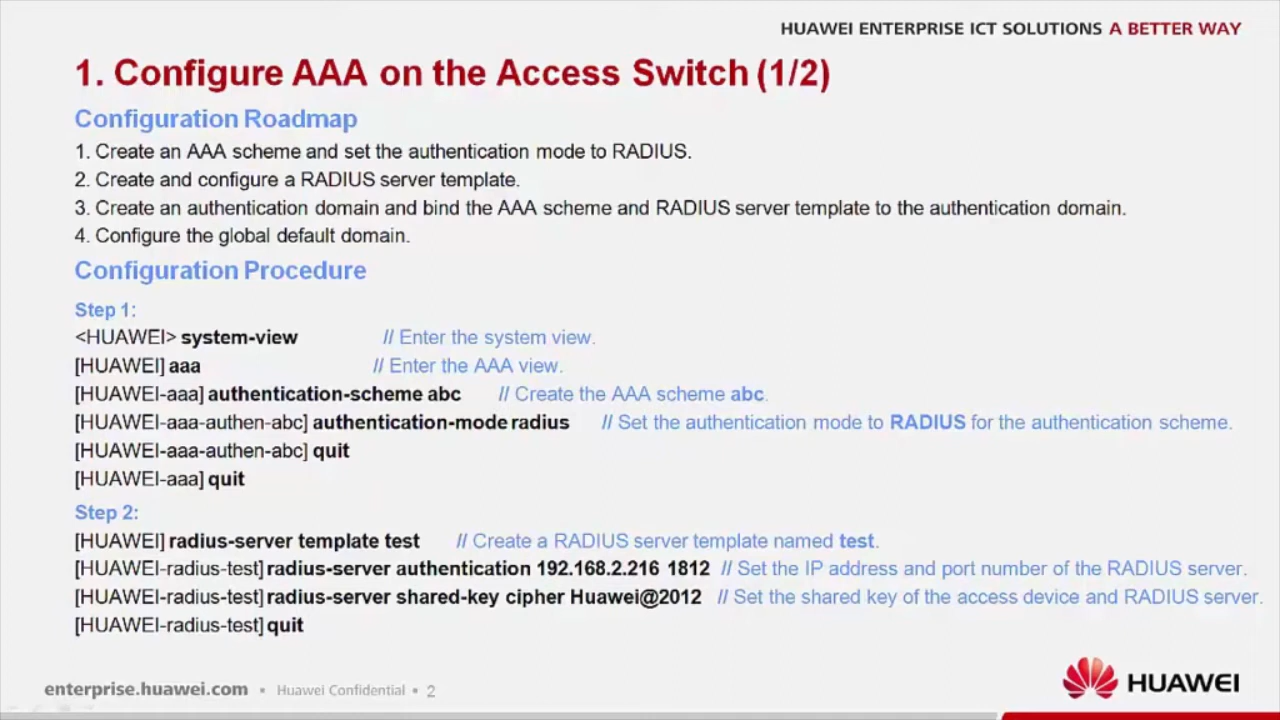 HUAWEI ENTERPRISE ICT SOLUTIONS A BETTER WAY
1. Configure AAA on the Access Switch (1/2)
Configuration Roadmap
1. Create an AAA scheme and set the authentication mode to RADIUS.
2. Create and configure a RADIUS server template.
3. Create an authentication domain and bind the AAA scheme and RADIUS server template to the authentication domain.
4. Configure the global default domain.
Configuration Procedure
Step 1:
<HUAWEI> system-view // Enter the system view.
[HUAWEI] aaa // Enter the AAA view.
[HUAWEI-aaa] authentication-scheme abc // Create the AAA scheme abc.
[HUAWEI-aaa-authen-abc] authentication-mode radius // Set the authentication mode to RADIUS for the authentication scheme.
[HUAWEI-aaa-authen-abc] quit
[HUAWEI-aaa] quit
Step 2:
[HUAWEI] radius-server template test // Create a RADIUS server template named test.
[HUAWEI-radius-test] radius-server authentication 192.168.2.216 1812 // Set the IP address and port number of the RADIUS server.
[HUAWEI-radius-test] radius-server shared-key cipher Huawei@2012 // Set the shared key of the access device and RADIUS server.
[HUAWEI-radius-test] quit
enterprise.huawei.com ▪ Huawei Confidential ▪ 2
HUAWEI